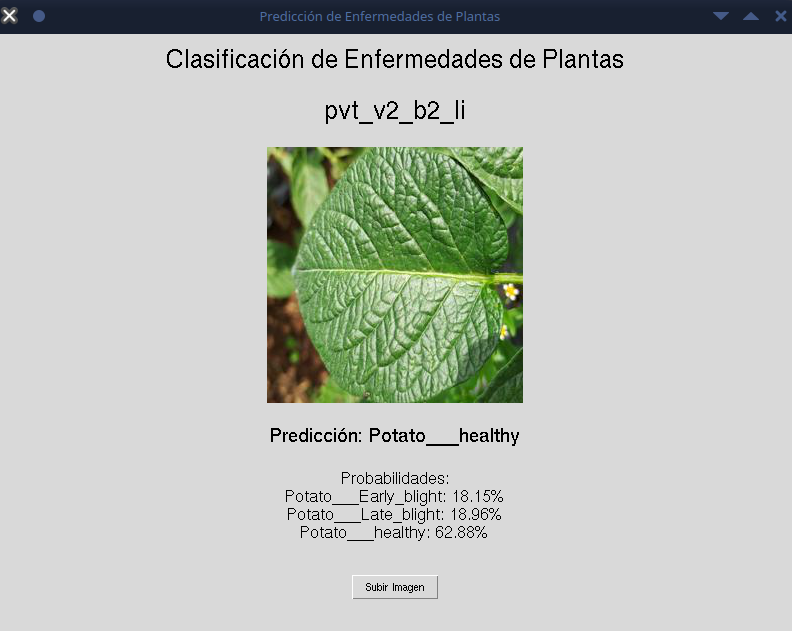 Predicción de Enfermedades de Plantas
Clasificación de Enfermedades de Plantas
pvt_v2_b2_li
Predicción: Potato___healthy
Probabilidades:
Potato___Early_blight: 18.15%
Potato___Late_blight: 18.96%
Potato___healthy: 62.88%
Subir Imagen